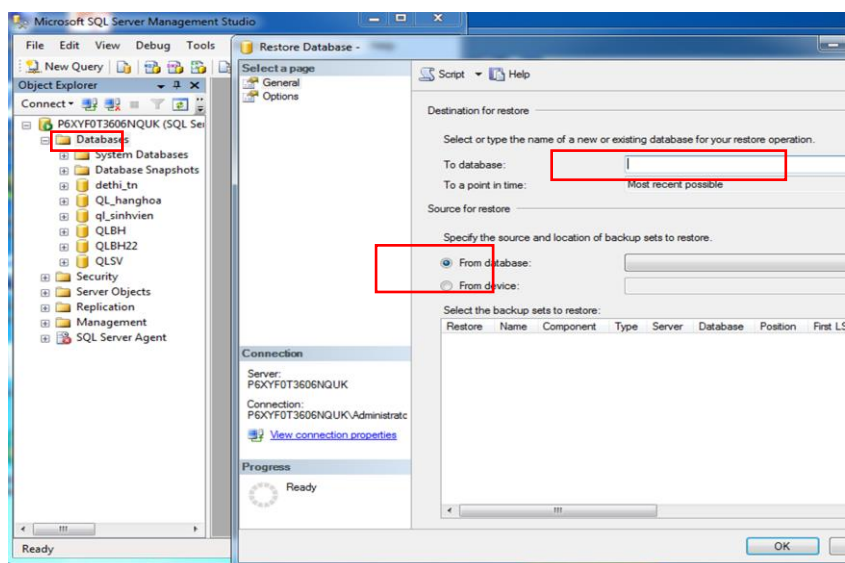 Microsoft SQL Server Management Studio
File Edit View Debug Tools
New Query
Object Explorer
Connect
P6XYF0T3606NQUK (SQL Ser
Databases
System Databases
Database Snapshots
dethi_tn
QL_hanghoa
ql_sinhvien
QLBH
QLBH22
QLSV
Security
Server Objects
Replication
Management
SQL Server Agent
Ready
Restore Database -
Select a page
General
Options
Connection
Server:
P6XYF0T3606NQUK
Connection:
P6XYF0T3606NQUK\Administratc
View connection properties
Progress
Ready
Script Help
Destination for restore
Select or type the name of a new or existing database for your restore operation.
To database:
To a point in time: Most recent possible
Source for restore
Specify the source and location of backup sets to restore.
From database:
From device:
Select the backup sets to restore:
Restore Name Component Type Server Database Position First LS
OK